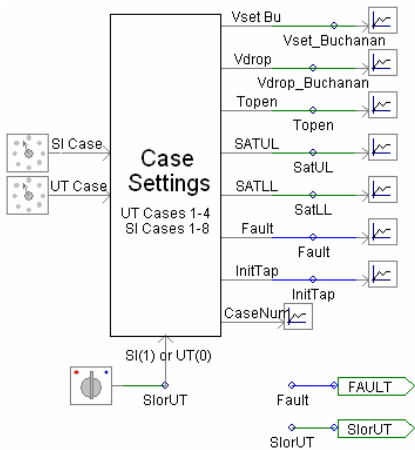 Vset Bu
Vset_Buchanan
Vdrop
Vdrop_Buchanan
Topen
Topen
SI Case
SATUL
SatUL
UT Case
SATLL
SatLL
Case
Settings
UT Cases 1-4
SI Cases 1-8
Fault
Fault
InitTap
InitTap
CaseNum
SI(1) or UT(0)
SIorUT
Fault
FAULT
SIorUT
SIorUT